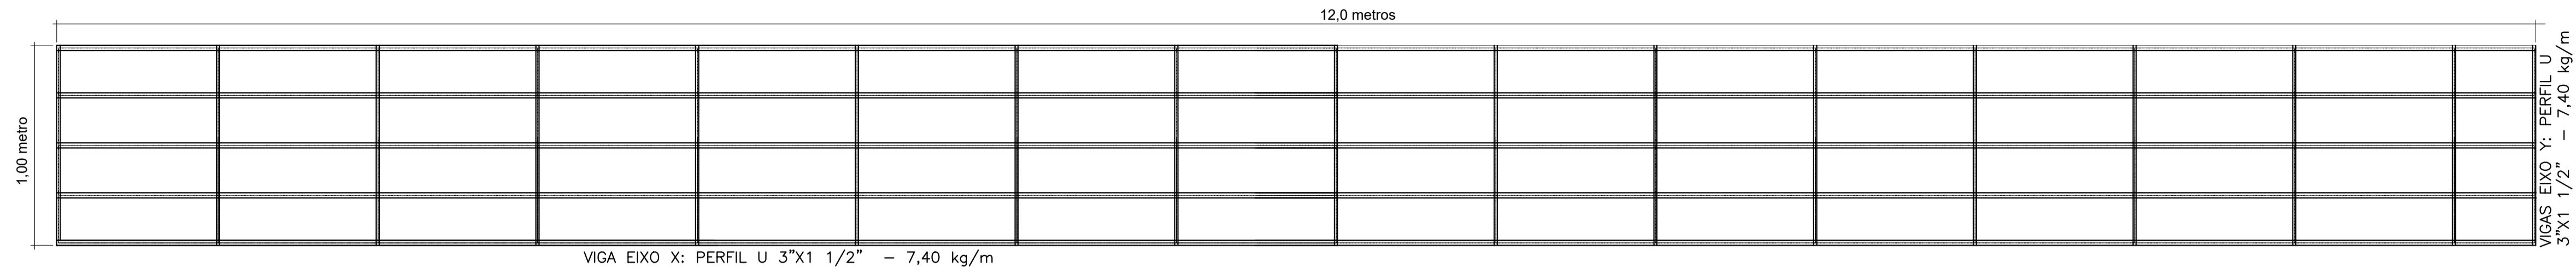 12,0 metros
1,00 metro
VIGA EIXO X: PERFIL U 3"X1 1/2" - 7,40 kg/m
VIGAS EIXO Y: PERFIL U
3"X1 1/2" - 7,40 kg/m